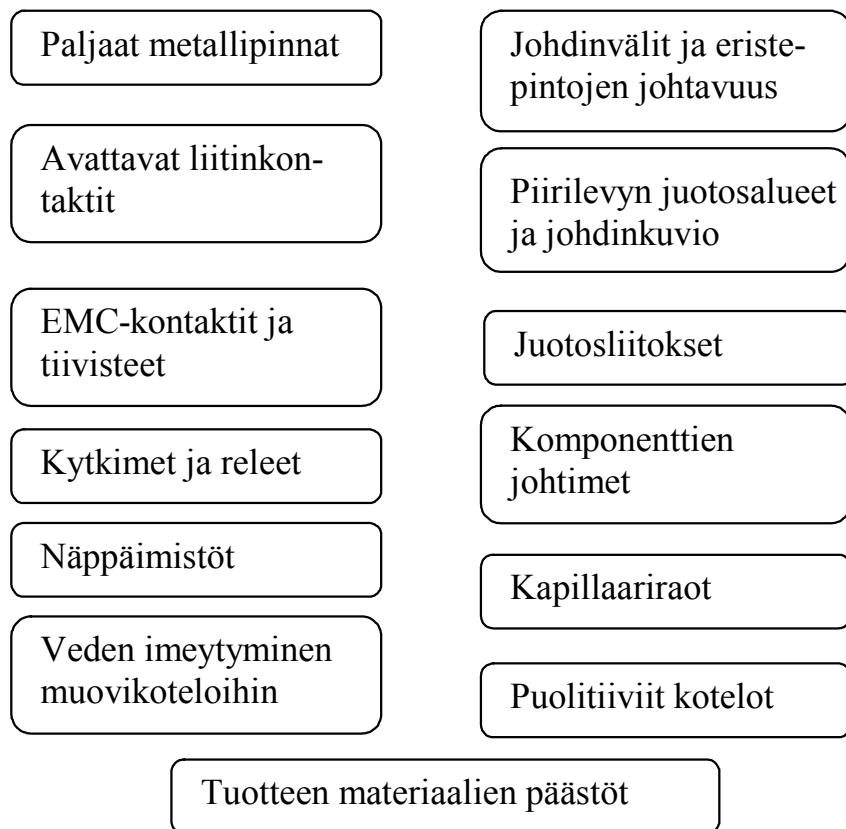 Paljaat metallipinnat
Avattavat liitinkon-
taktit
EMC-kontaktit ja
tiivisteet
Kytkimet ja releet
Näppäimistöt
Veden imeytyminen
muovikoteloihin
Johdinvälit ja eriste-
pintojen johtavuus
Piirilevyn juotosalueet
ja johdinkuvio
Juotosliitokset
Komponenttien
johtimet
Kapillaariraot
Puolitiiviit kotelot
Tuotteen materiaalien päästöt